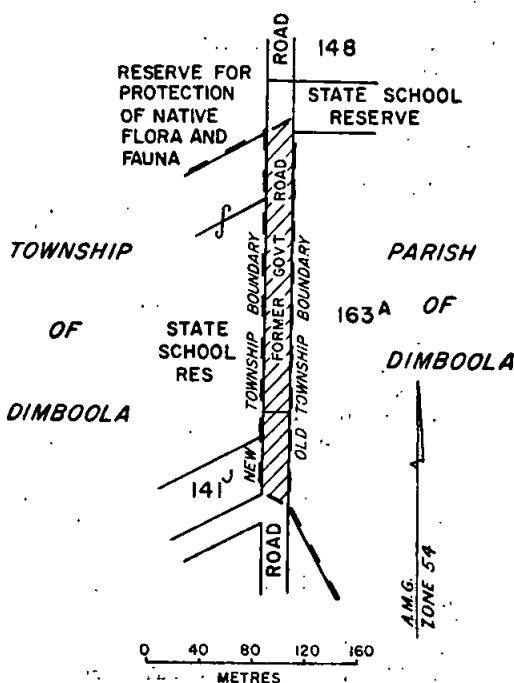 ROAD
148
RESERVE FOR
PROTECTION
OF NATIVE
FLORA AND
FAUNA
STATE SCHOOL
RESERVE
TOWNSHIP
OF
DIMBOOLA
STATE
SCHOOL
RES
NEW TOWNSHIP BOUNDARY
FORMER GOVT ROAD
OLD TOWNSHIP BOUNDARY
PARISH
OF
DIMBOOLA
163A
141
ROAD
A.M.G.
ZONE 54
0 40 80 120 160
METRES